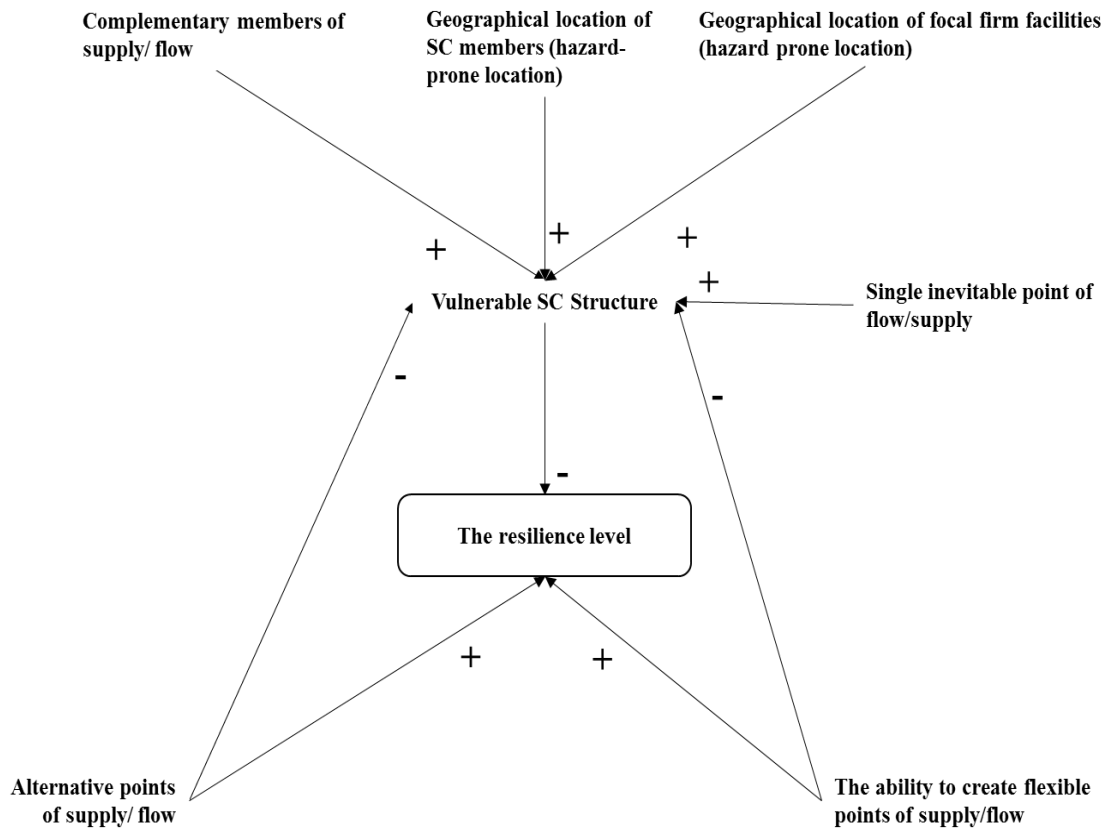 Complementary members of
supply/ flow
Geographical location of
SC members (hazard-
prone location)
Geographical location of focal firm facilities
(hazard prone location)
+
+
+
+
Vulnerable SC Structure
Single inevitable point of
flow/supply
-
-
-
The resilience level
+
+
Alternative points
of supply/ flow
The ability to create flexible
points of supply/flow